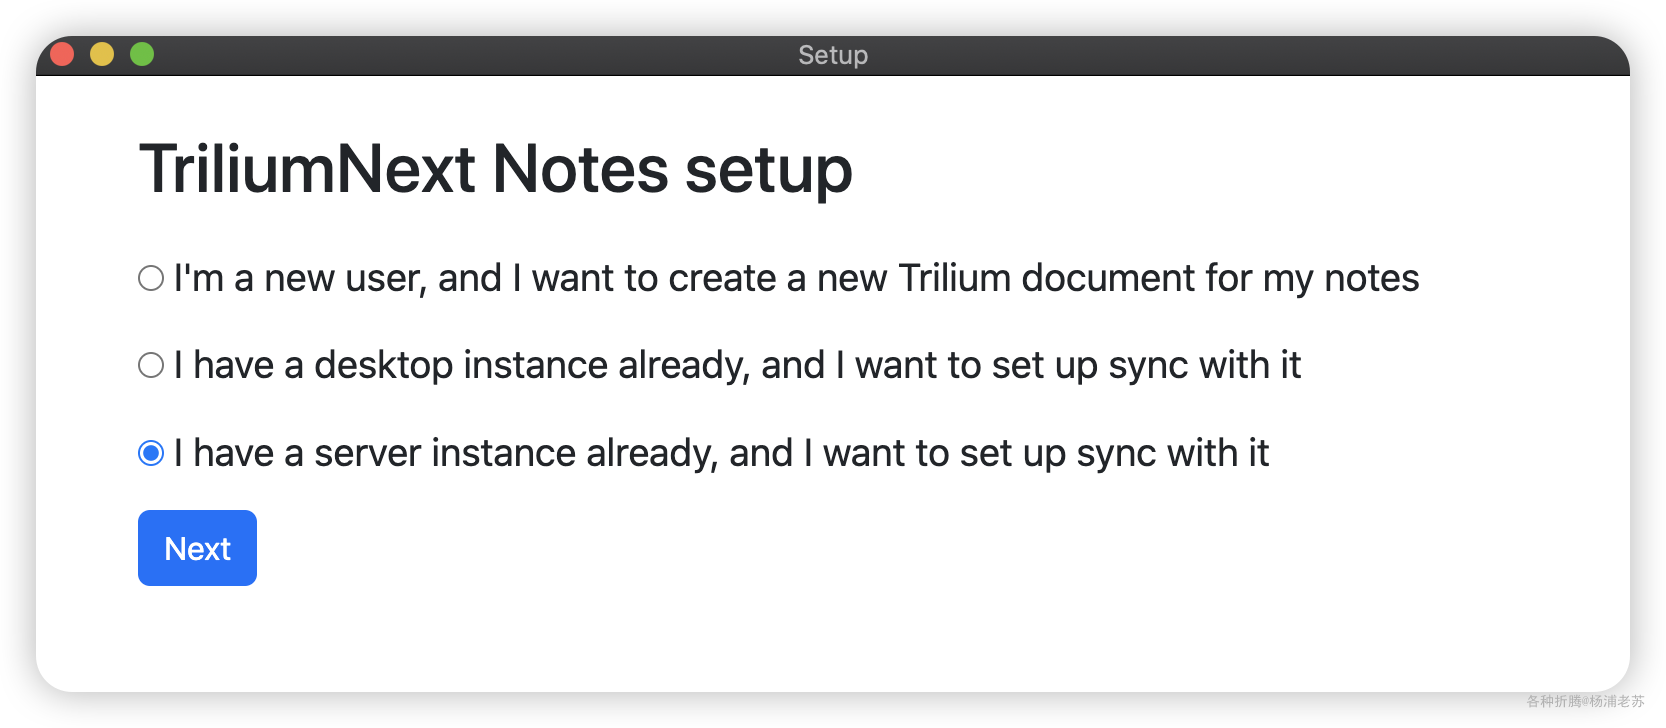 Setup
TriliumNext Notes setup
I'm a new user, and I want to create a new Trilium document for my notes
I have a desktop instance already, and I want to set up sync with it
I have a server instance already, and I want to set up sync with it
Next
各种折腾@杨浦老苏